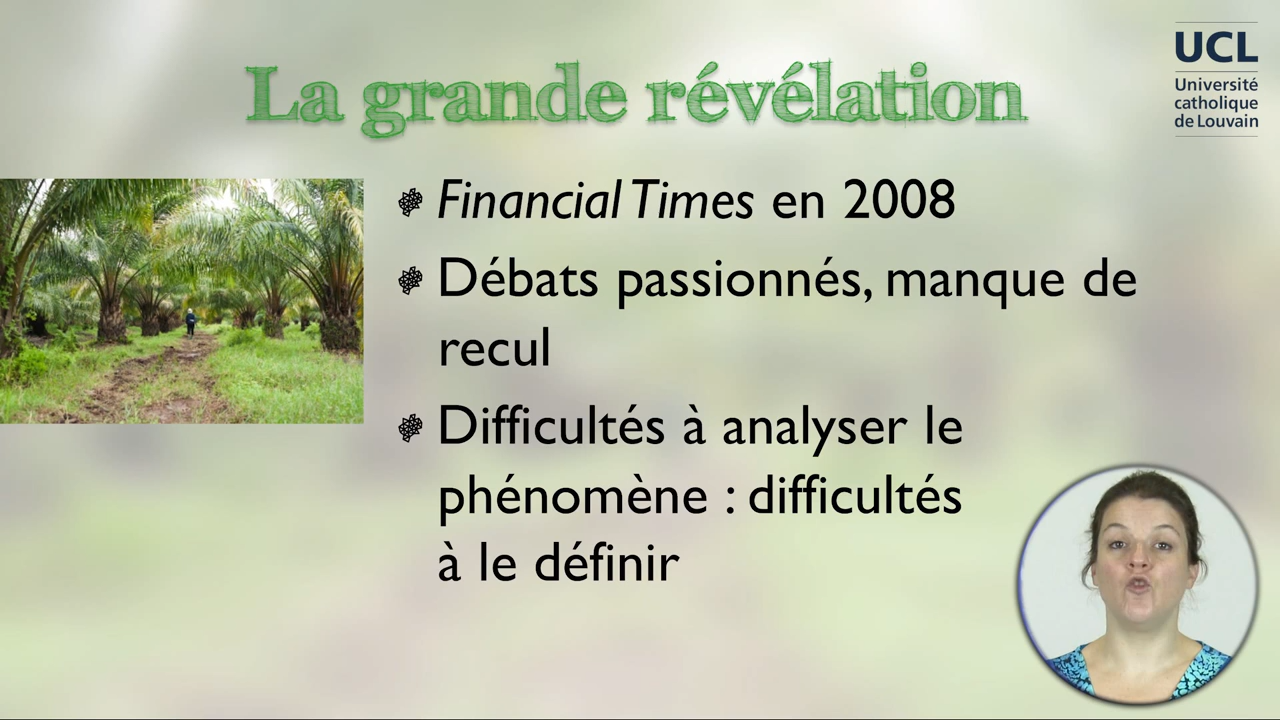 La grande révélation
UCL
Université
catholique
de Louvain
Financial Times en 2008
Débats passionnés, manque de
recul
Difficultés à analyser le
phénomène : difficultés
à le définir